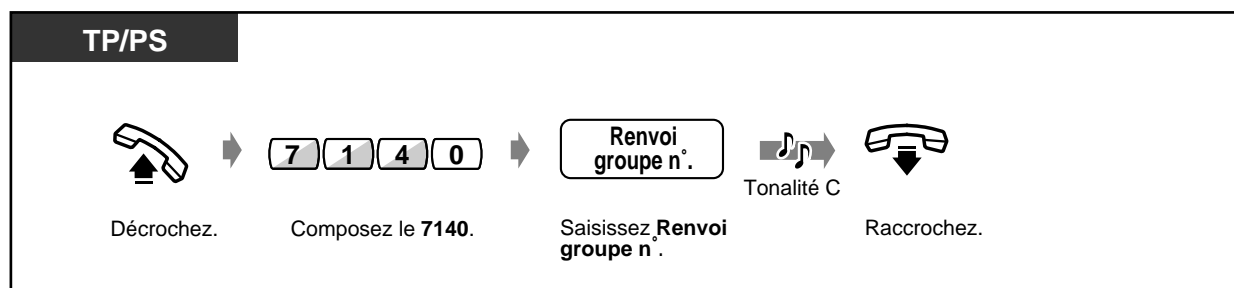 TP/PS
7 1 4 0
Renvoi
groupe n°.
Tonalité C
Décrochez.
Composez le 7140.
Saisissez Renvoi
groupe n°.
Raccrochez.